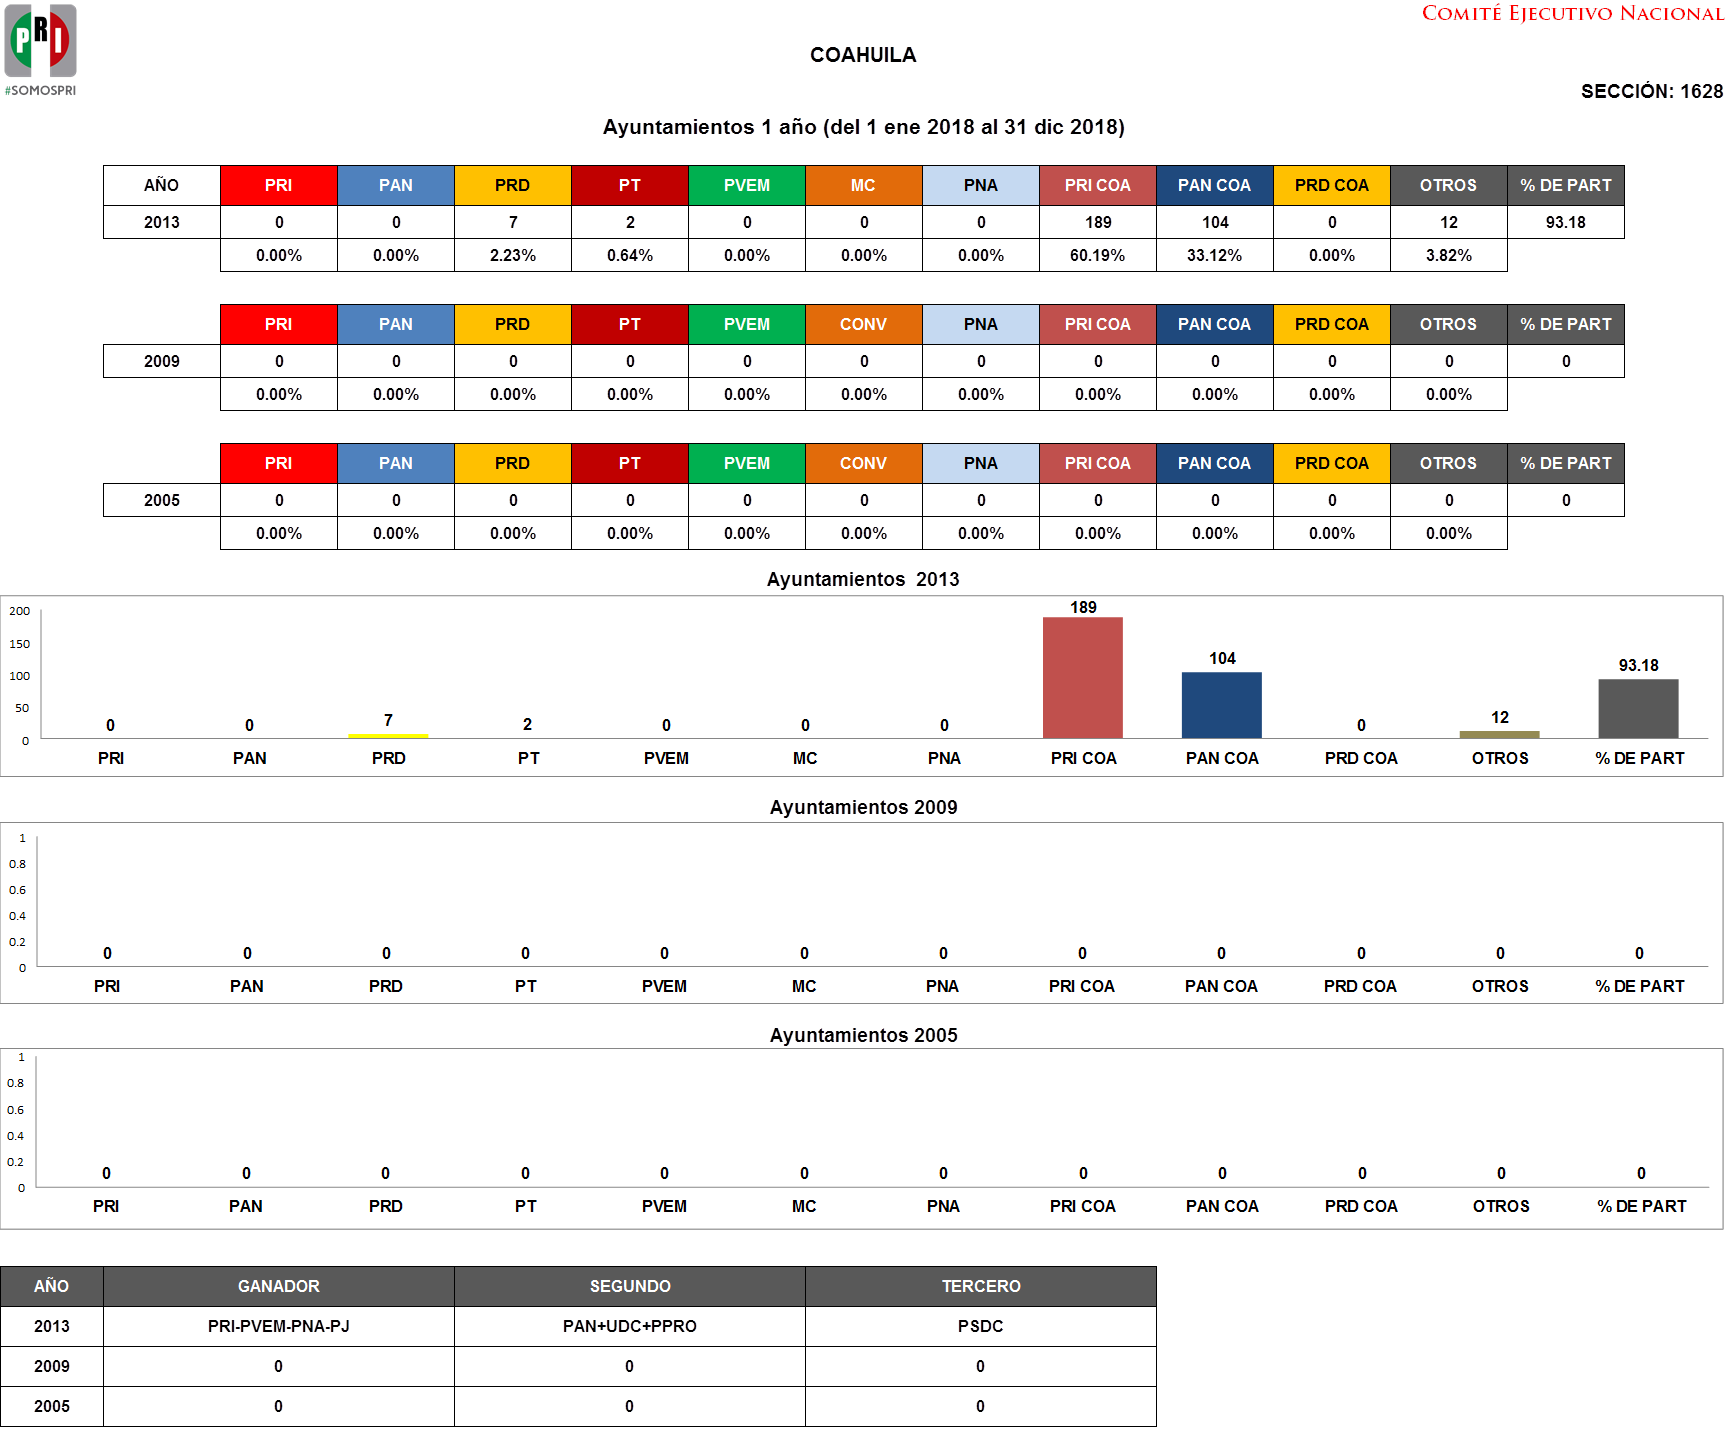 PRI
#SOMOSPRI
COMITÉ EJECUTIVO NACIONAL
COAHUILA
SECCIÓN: 1628
Ayuntamientos 1 año (del 1 ene 2018 al 31 dic 2018)
AÑO PRI PAN PRD PT PVEM MC PNA PRI COA PAN COA PRD COA OTROS % DE PART
2013 0 0 7 2 0 0 0 189 104 0 12 93.18
0.00% 0.00% 2.23% 0.64% 0.00% 0.00% 0.00% 60.19% 33.12% 0.00% 3.82%
PRI PAN PRD PT PVEM CONV PNA PRI COA PAN COA PRD COA OTROS % DE PART
2009 0 0 0 0 0 0 0 0 0 0 0 0
0.00% 0.00% 0.00% 0.00% 0.00% 0.00% 0.00% 0.00% 0.00% 0.00% 0.00%
PRI PAN PRD PT PVEM CONV PNA PRI COA PAN COA PRD COA OTROS % DE PART
2005 0 0 0 0 0 0 0 0 0 0 0 0
0.00% 0.00% 0.00% 0.00% 0.00% 0.00% 0.00% 0.00% 0.00% 0.00% 0.00%
Ayuntamientos 2013
200
150
100
50
0
0 0 7 2 0 0 0 189 104 0 12 93.18
PRI PAN PRD PT PVEM MC PNA PRI COA PAN COA PRD COA OTROS % DE PART
Ayuntamientos 2009
1
0.8
0.6
0.4
0.2
0
0 0 0 0 0 0 0 0 0 0 0 0
PRI PAN PRD PT PVEM MC PNA PRI COA PAN COA PRD COA OTROS % DE PART
Ayuntamientos 2005
1
0.8
0.6
0.4
0.2
0
0 0 0 0 0 0 0 0 0 0 0 0
PRI PAN PRD PT PVEM MC PNA PRI COA PAN COA PRD COA OTROS % DE PART
AÑO GANADOR SEGUNDO TERCERO
2013 PRI-PVEM-PNA-PJ PAN+UDC+PPRO PSDC
2009 0 0 0
2005 0 0 0